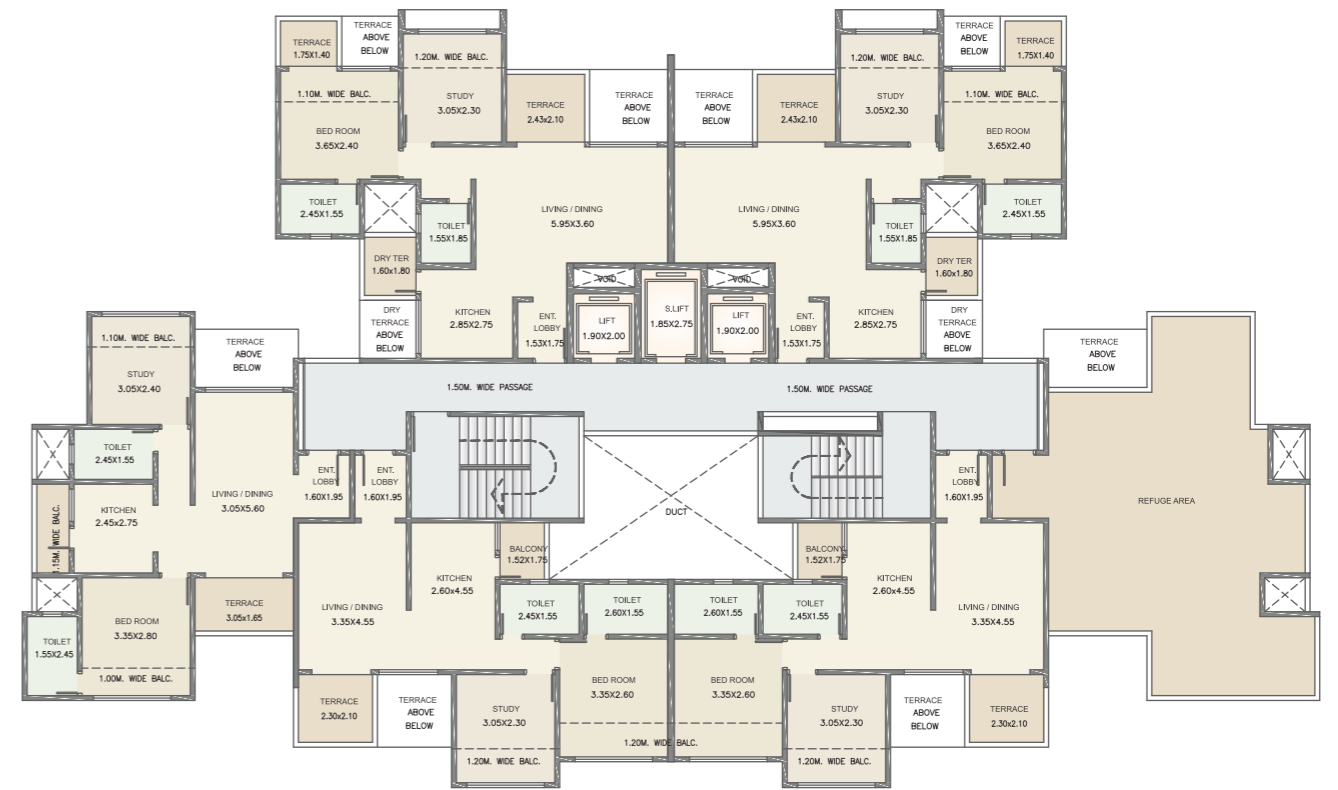 TERRACE
1.75X1.40
TERRACE
ABOVE
BELOW
1.20M. WIDE BALC.
1.10M. WIDE BALC.
STUDY
3.05X2.30
BED ROOM
3.65X2.40
TERRACE
2.43x2.10
TERRACE
ABOVE
BELOW
TERRACE
ABOVE
BELOW
TERRACE
2.43x2.10
1.20M. WIDE BALC.
STUDY
3.05X2.30
TERRACE
ABOVE
BELOW
TERRACE
1.75X1.40
1.10M. WIDE BALC.
BED ROOM
3.65X2.40
TOILET
2.45X1.55
TOILET
1.55X1.85
LIVING / DINING
5.95X3.60
LIVING / DINING
5.95X3.60
TOILET
1.55X1.85
TOILET
2.45X1.55
DRY TER
1.60x1.80
DRY TER
1.60x1.80
DRY
TERRACE
ABOVE
BELOW
KITCHEN
2.85X2.75
ENT.
LOBBY
1.53X1.75
VOID
LIFT
1.90X2.00
S.LIFT
1.85X2.75
VOID
LIFT
1.90X2.00
ENT.
LOBBY
1.53X1.75
KITCHEN
2.85X2.75
DRY
TERRACE
ABOVE
BELOW
1.10M. WIDE BALC.
STUDY
3.05X2.40
TERRACE
ABOVE
BELOW
1.50M. WIDE PASSAGE
1.50M. WIDE PASSAGE
TERRACE
ABOVE
BELOW
TOILET
2.45X1.55
KITCHEN
2.45X2.75
.15M. WIDE BALC.
LIVING / DINING
3.05X5.60
ENT.
LOBBY
1.60X1.95
ENT.
LOBBY
1.60X1.95
DUCT
ENT.
LOBBY
1.60X1.95
REFUGE AREA
BED ROOM
3.35X2.80
TOILET
1.55X2.45
1.00M. WIDE BALC.
TERRACE
3.05x1.65
LIVING / DINING
3.35X4.55
KITCHEN
2.60x4.55
BALCONY
1.52X1.75
TOILET
2.45X1.55
TOILET
2.60X1.55
TOILET
2.60X1.55
TOILET
2.45X1.55
BALCONY
1.52X1.75
KITCHEN
2.60x4.55
LIVING / DINING
3.35X4.55
TERRACE
2.30x2.10
TERRACE
ABOVE
BELOW
STUDY
3.05X2.30
1.20M. WIDE BALC.
BED ROOM
3.35X2.60
1.20M. WIDE BALC.
BED ROOM
3.35X2.60
STUDY
3.05X2.30
1.20M. WIDE BALC.
TERRACE
ABOVE
BELOW
TERRACE
2.30x2.10